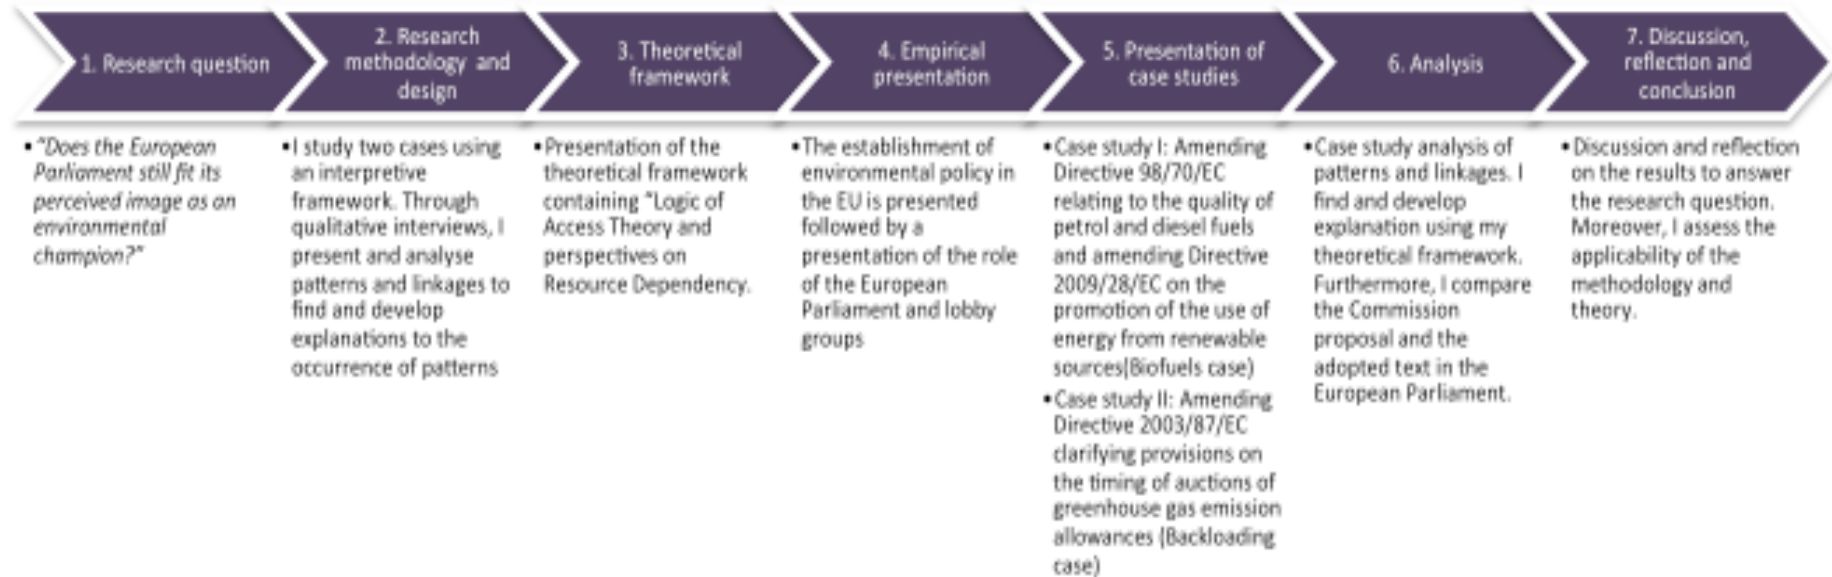 1. Research question
2. Research
methodology and
design
3. Theoretical
framework
4. Empirical
presentation
5. Presentation of
case studies
6. Analysis
7. Discussion,
reflection and
conclusion
▪"Does the European
Parliament still fit its
perceived image as an
environmental
champion?"
▪I study two cases using
an interpretive
framework. Through
qualitative interviews, I
present and analyse
patterns and linkages to
find and develop
explanations to the
occurrence of patterns
▪Presentation of the
theoretical framework
containing "Logic of
Access Theory and
perspectives on
Resource Dependency.
▪The establishment of
environmental policy in
the EU is presented
followed by a
presentation of the role
of the European
Parliament and lobby
groups
▪Case study I: Amending
Directive 98/70/EC
relating to the quality of
petrol and diesel fuels
and amending Directive
2009/28/EC on the
promotion of the use of
energy from renewable
sources(Biofuels case)
▪Case study II: Amending
Directive 2003/87/EC
clarifying provisions on
the timing of auctions of
greenhouse gas emission
allowances (Backloading
case)
▪Case study analysis of
patterns and linkages. I
find and develop
explanation using my
theoretical framework.
Furthermore, I compare
the Commission
proposal and the
adopted text in the
European Parliament.
▪Discussion and reflection
on the results to answer
the research question.
Moreover, I assess the
applicability of the
methodology and
theory.